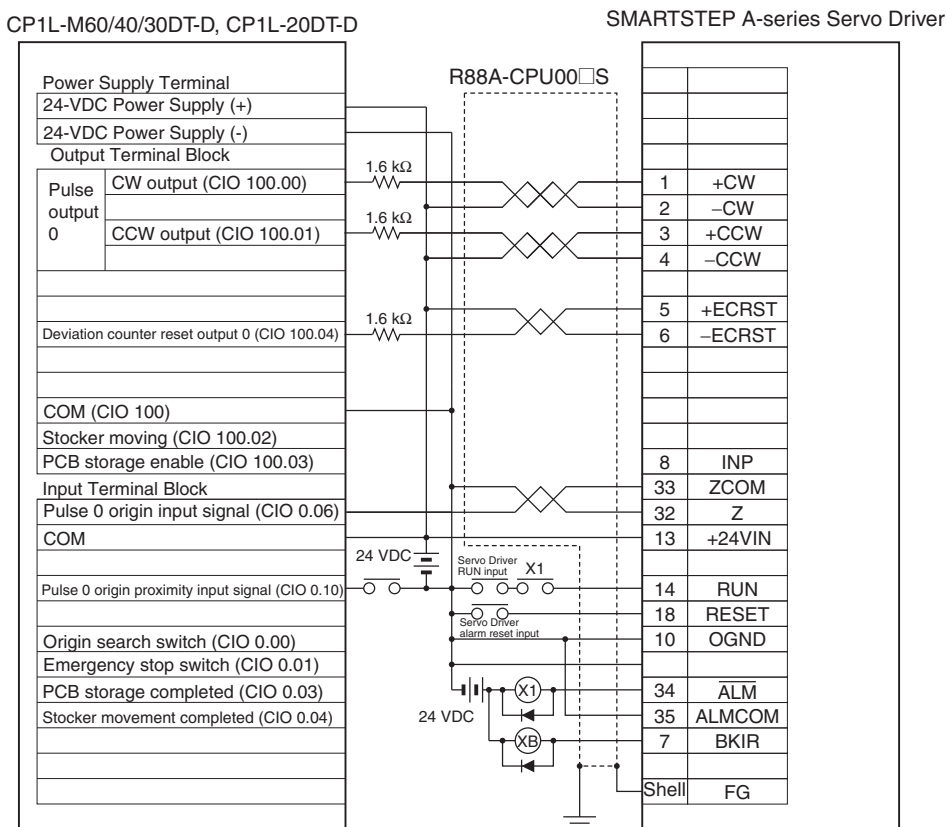 CP1L-M60/40/30DT-D, CP1L-20DT-D
SMARTSTEP A-series Servo Driver
R88A-CPU00□S
Power Supply Terminal
24-VDC Power Supply (+)
24-VDC Power Supply (-)
Output Terminal Block
Pulse output 0
CW output (CIO 100.00)
1.6 kΩ
1 +CW
2 −CW
CCW output (CIO 100.01)
1.6 kΩ
3 +CCW
4 −CCW
5 +ECRST
Deviation counter reset output 0 (CIO 100.04)
1.6 kΩ
6 −ECRST
COM (CIO 100)
Stocker moving (CIO 100.02)
PCB storage enable (CIO 100.03)
8 INP
Input Terminal Block
33 ZCOM
Pulse 0 origin input signal (CIO 0.06)
32 Z
COM
13 +24VIN
24 VDC
Servo Driver
RUN input
X1
Pulse 0 origin proximity input signal (CIO 0.10)
14 RUN
18 RESET
Servo Driver
alarm reset input
Origin search switch (CIO 0.00)
10 OGND
Emergency stop switch (CIO 0.01)
PCB storage completed (CIO 0.03)
X1
34 ALM
Stocker movement completed (CIO 0.04)
24 VDC
35 ALMCOM
XB
7 BKIR
Shell FG